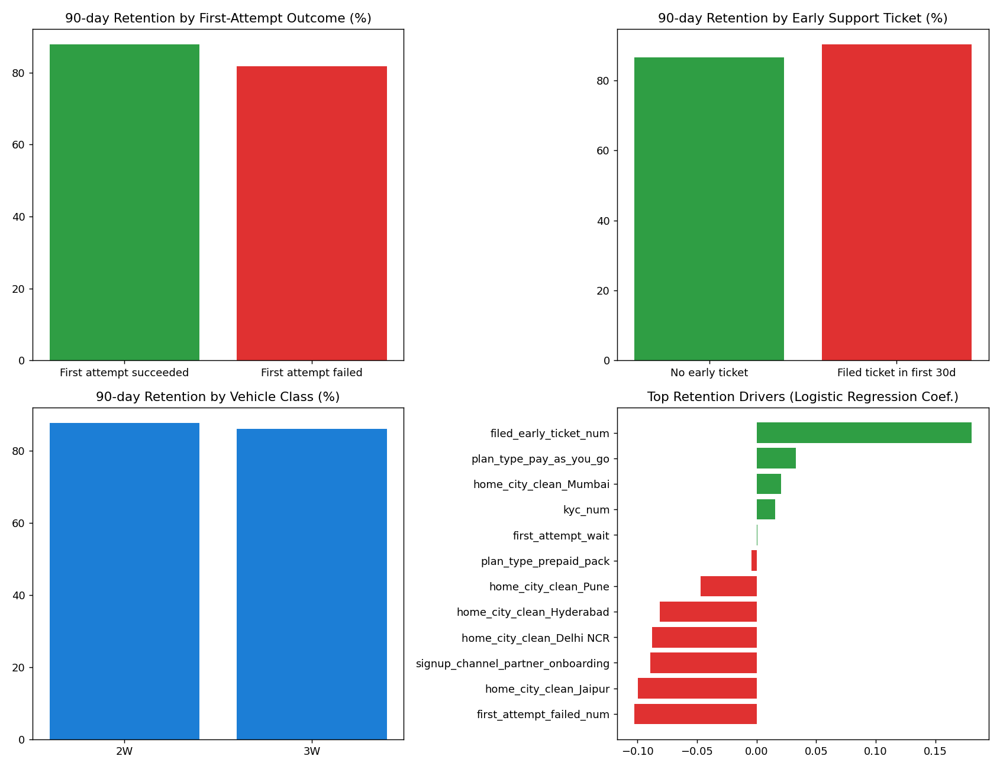 90-day Retention by First-Attempt Outcome (%)
80
60
40
20
0
First attempt succeeded
First attempt failed
90-day Retention by Early Support Ticket (%)
80
60
40
20
0
No early ticket
Filed ticket in first 30d
90-day Retention by Vehicle Class (%)
80
60
40
20
0
2W
3W
Top Retention Drivers (Logistic Regression Coef.)
filed_early_ticket_num
plan_type_pay_as_you_go
home_city_clean_Mumbai
kyc_num
first_attempt_wait
plan_type_prepaid_pack
home_city_clean_Pune
home_city_clean_Hyderabad
home_city_clean_Delhi NCR
signup_channel_partner_onboarding
home_city_clean_Jaipur
first_attempt_failed_num
−0.10
−0.05
0.00
0.05
0.10
0.15